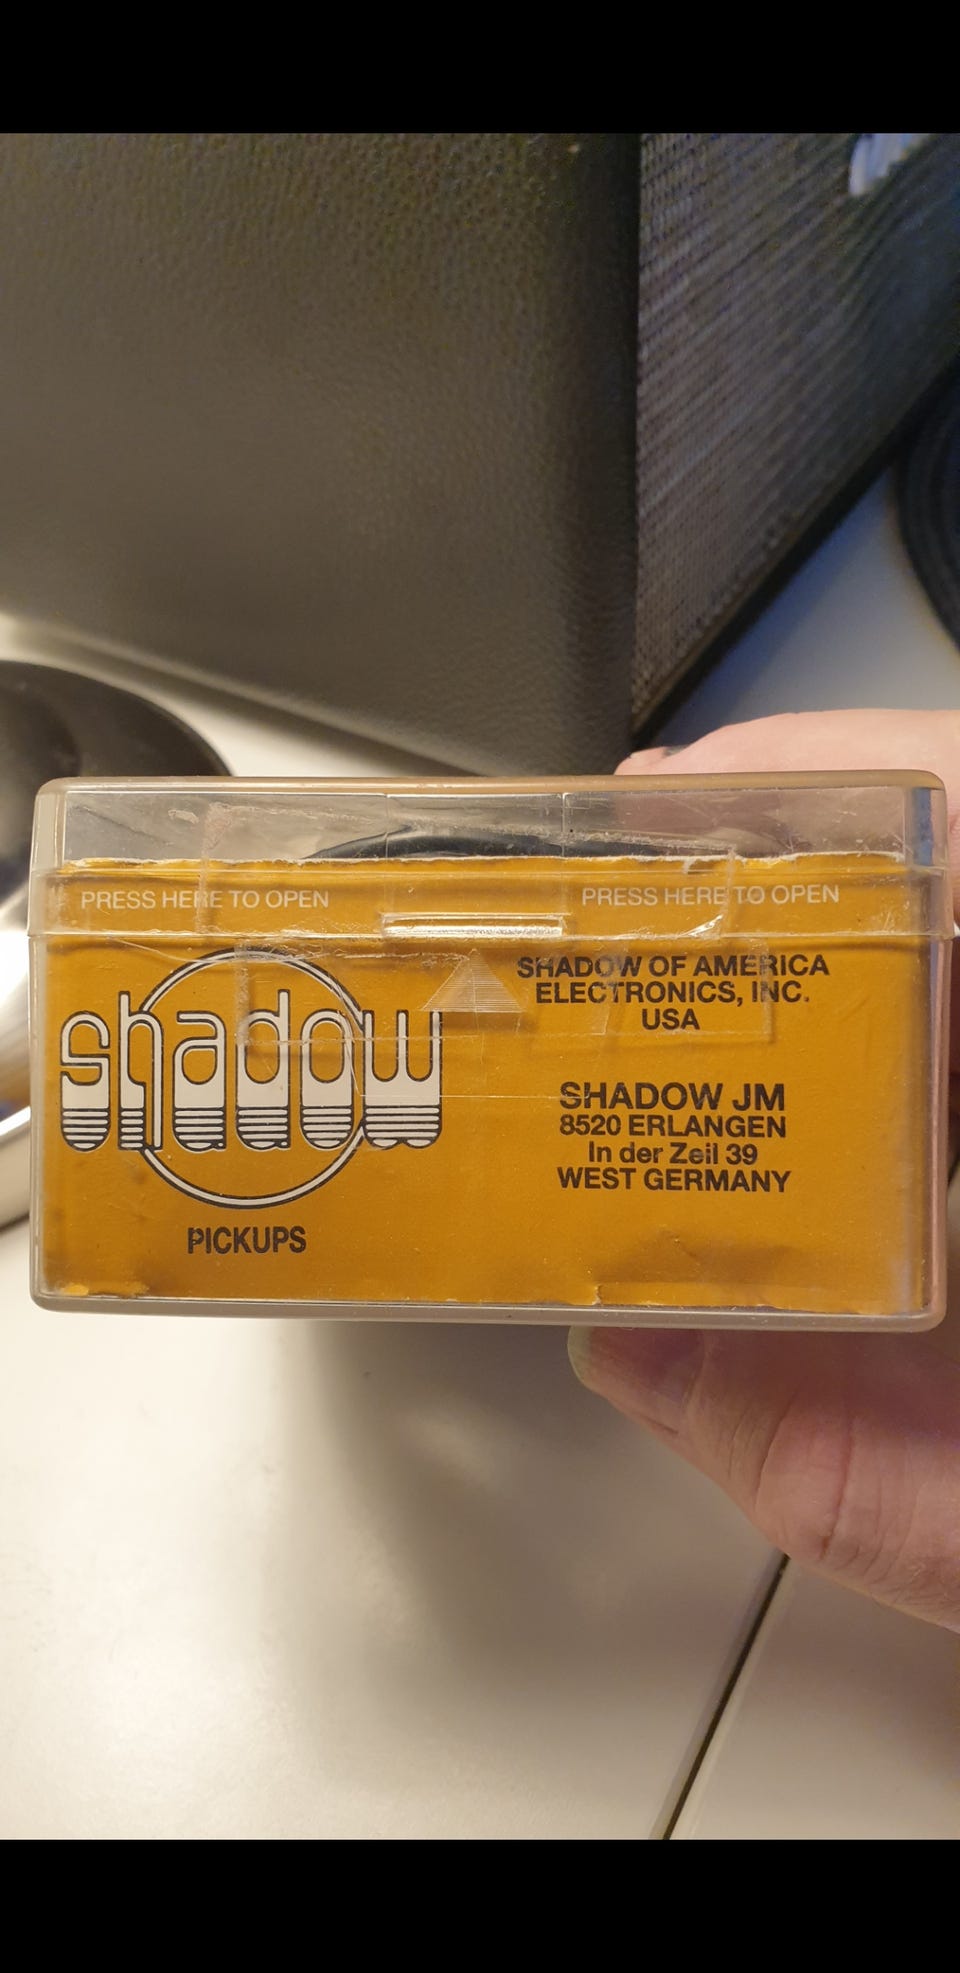 PRESS HERE TO OPEN
PRESS HERE TO OPEN
shadow
PICKUPS
SHADOW OF AMERICA
ELECTRONICS, INC.
USA
SHADOW JM
8520 ERLANGEN
In der Zeil 39
WEST GERMANY